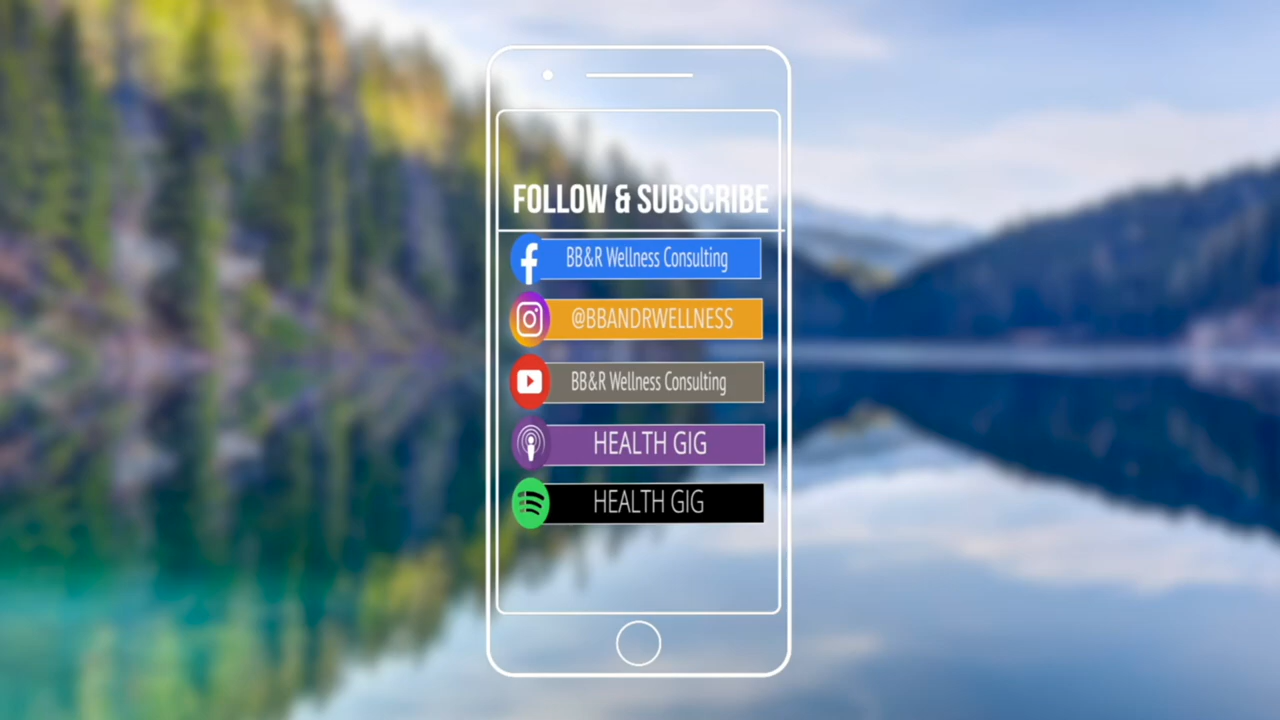 FOLLOW & SUBSCRIBE
BB&R Wellness Consulting
@BBANDRWELLNESS
BB&R Wellness Consulting
HEALTH GIG
HEALTH GIG